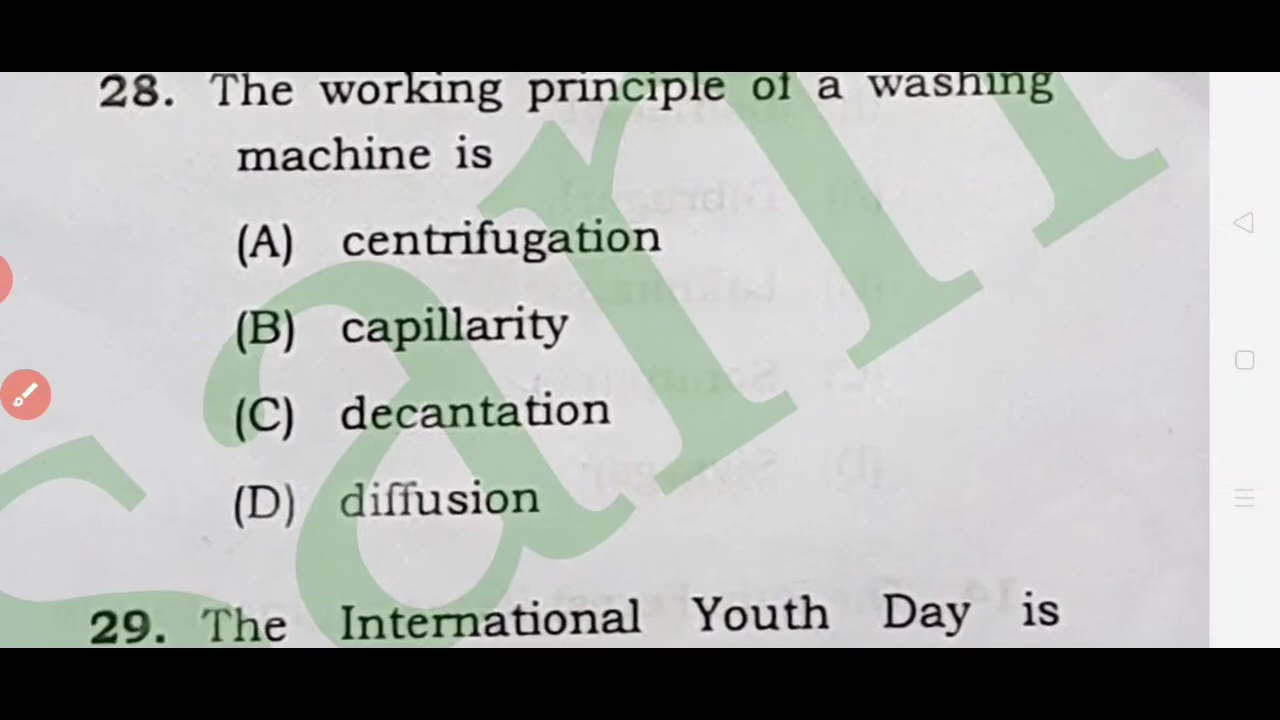 28. The working principle of a washing
machine is
(A) centrifugation
(B) capillarity
(C) decantation
(D) diffusion
29. The International Youth Day is